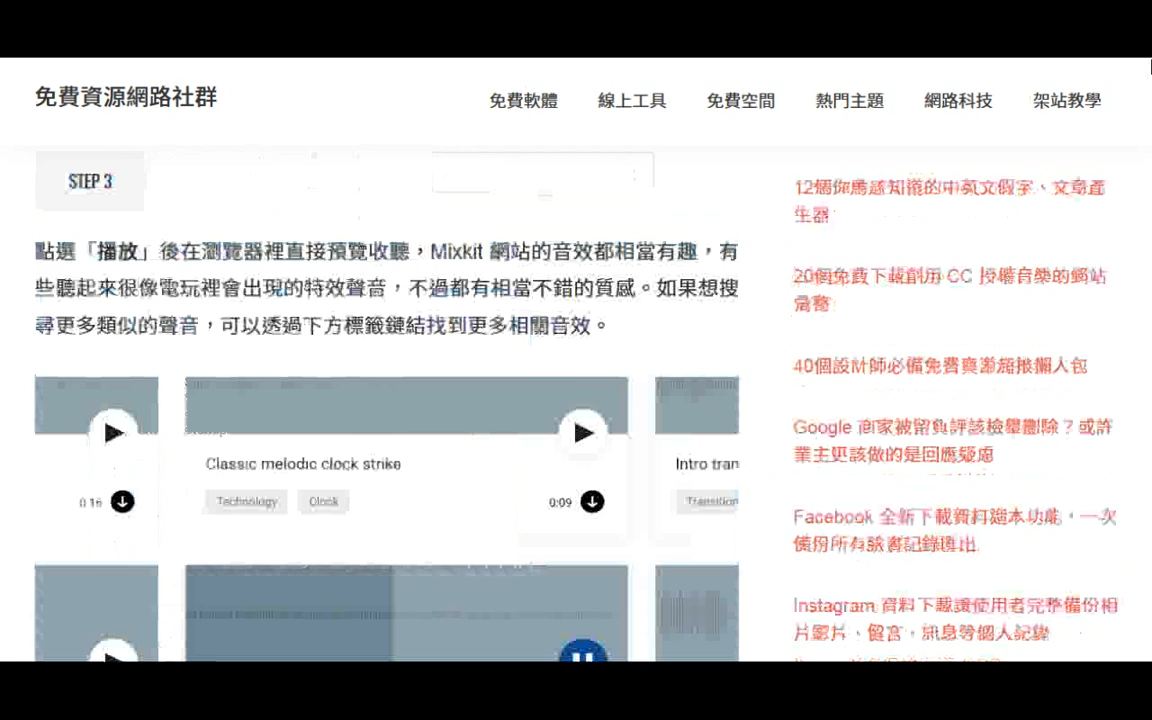 免費資源網路社群
免費軟體 線上工具 免費空間 熱門主題 網路科技 架站教學
STEP 3
點選「播放」後在瀏覽器裡直接預覽收聽，Mixkit 網站的音效都相當有趣，有
些聽起來很像電玩裡會出現的特效聲音，不過都有相當不錯的質感。如果想搜
尋更多類似的聲音，可以透過下方標籤鏈結找到更多相關音效。
Classic melodic clock strike
Intro tran
0:16
Technology Clock
0:09
Transition
12個你應該知道的中英文假字、文章產
生器
20個免費下載創用 CC 授權音樂的網站
彙整
40個設計師必備免費資源
Google 商家被留負評該檢舉刪除？或許
業主更該做的是回應疑慮
Facebook 全新下載資料副本功能，一次
備份所有臉書記錄匯出
Instagram 資料下載讓使用者完整備份相
片影片、留言、訊息等個人記錄